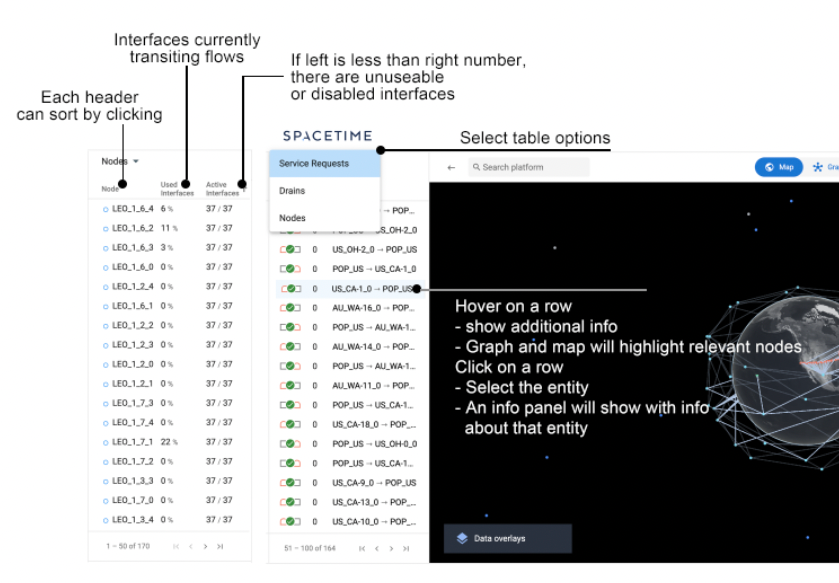 Interfaces currently
transiting flows
If left is less than right number,
there are unuseable
or disabled interfaces
Each header
can sort by clicking
SPACETIME
Select table options
Nodes
Node
Used
Interfaces
Active
Interfaces
LEO_1_6_4 6 % 37 / 37
LEO_1_6_2 11 % 37 / 37
LEO_1_6_3 3 % 37 / 37
LEO_1_6_0 0 % 37 / 37
LEO_1_2_4 0 % 37 / 37
LEO_1_6_1 0 % 37 / 37
LEO_1_2_2 0 % 37 / 37
LEO_1_2_3 0 % 37 / 37
LEO_1_2_0 0 % 37 / 37
LEO_1_2_1 0 % 37 / 37
LEO_1_7_3 0 % 37 / 37
LEO_1_7_4 0 % 37 / 37
LEO_1_7_1 22 % 37 / 37
LEO_1_7_2 0 % 37 / 37
LEO_1_3_3 0 % 37 / 37
LEO_1_7_0 0 % 37 / 37
LEO_1_3_4 0 % 37 / 37
1 – 50 of 170 |< < > >|
Service Requests
Drains
Nodes
→ POP...
US_OH-2_0
0 US_OH-2_0 → POP_US
0 POP_US → US_CA-1_0
0 US_CA-1_0 → POP_US
0 AU_WA-16_0 → POP...
0 POP_US → AU_WA-1...
0 AU_WA-14_0 → POP...
0 POP_US → AU_WA-1...
0 AU_WA-11_0 → POP...
0 POP_US → US_CA-1...
0 US_CA-18_0 → POP_...
0 POP_US → US_OH-0_0
0 POP_US → US_CA-1...
0 US_CA-9_0 → POP_US
0 US_CA-13_0 → POP_...
0 US_CA-10_0 → POP_...
51 – 100 of 164 |< < > >|
← Search platform
Map
Gra
Hover on a row
- show additional info
- Graph and map will highlight relevant nodes
Click on a row
- Select the entity
- An info panel will show with info
about that entity
Data overlays